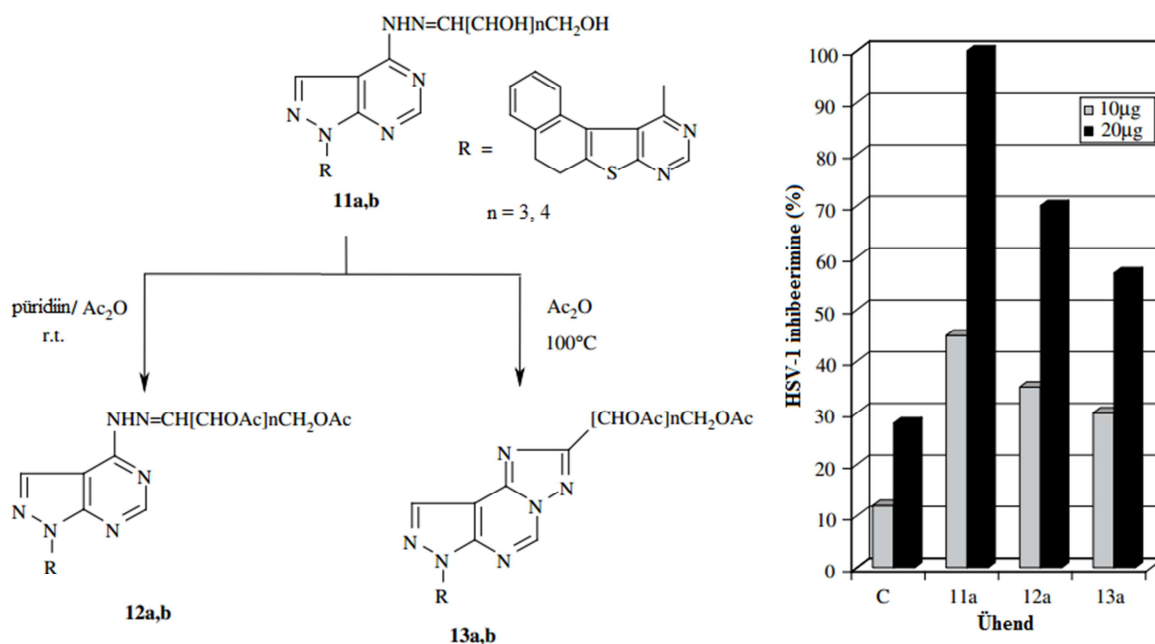 NHN=CH[CHOH]nCH₂OH
N
N
N
N
R
R =
N
N
S
11a,b
n = 3, 4
püridiin/ Ac₂O
r.t.
Ac₂O
100°C
NHN=CH[CHOAc]nCH₂OAc
N
N
N
N
R
12a,b
[CHOAc]nCH₂OAc
N
N
N
N
N
N
R
13a,b
HSV-1 inhibeerimine (%)
100
90
80
70
60
50
40
30
20
10
0
10µg
20µg
C 11a 12a 13a
Ühend